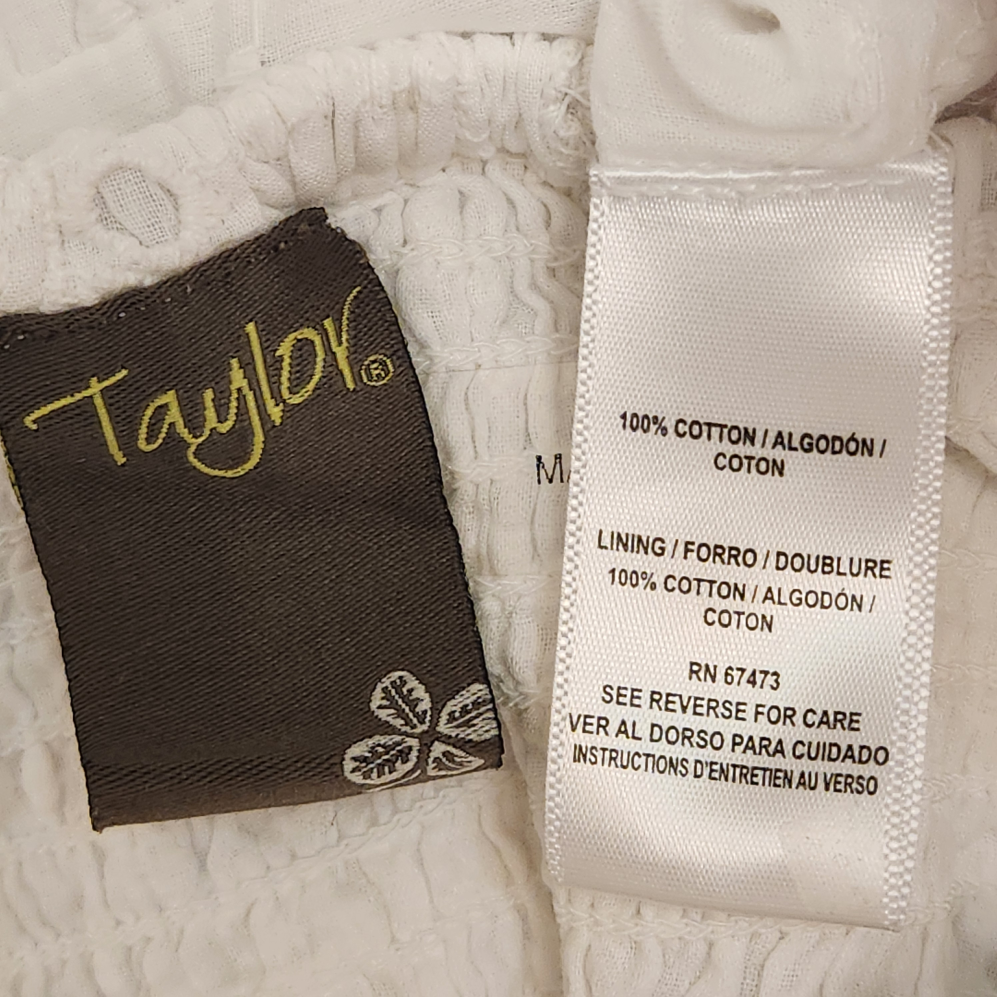 Taylor®
100% COTTON / ALGODÓN /
COTON
LINING / FORRO / DOUBLURE
100% COTTON / ALGODÓN /
COTON
RN 67473
SEE REVERSE FOR CARE
VER AL DORSO PARA CUIDADO
INSTRUCTIONS D'ENTRETIEN AU VERSO